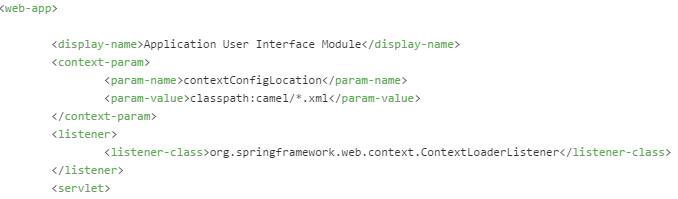 <web-app>
<display-name>Application User Interface Module</display-name>
<context-param>
<param-name>contextConfigLocation</param-name>
<param-value>classpath:camel/*.xml</param-value>
</context-param>
<listener>
<listener-class>org.springframework.web.context.ContextLoaderListener</listener-class>
</listener>
<servlet>